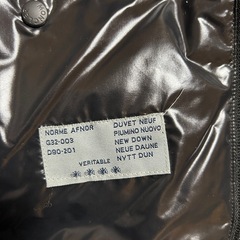 NORME AFNOR
G32-003
D90-201
DUVET NEUF
PIUMINO NUOVO
NEW DOWN
NEUE DAUNE
NYTT DUN
VERITABLE